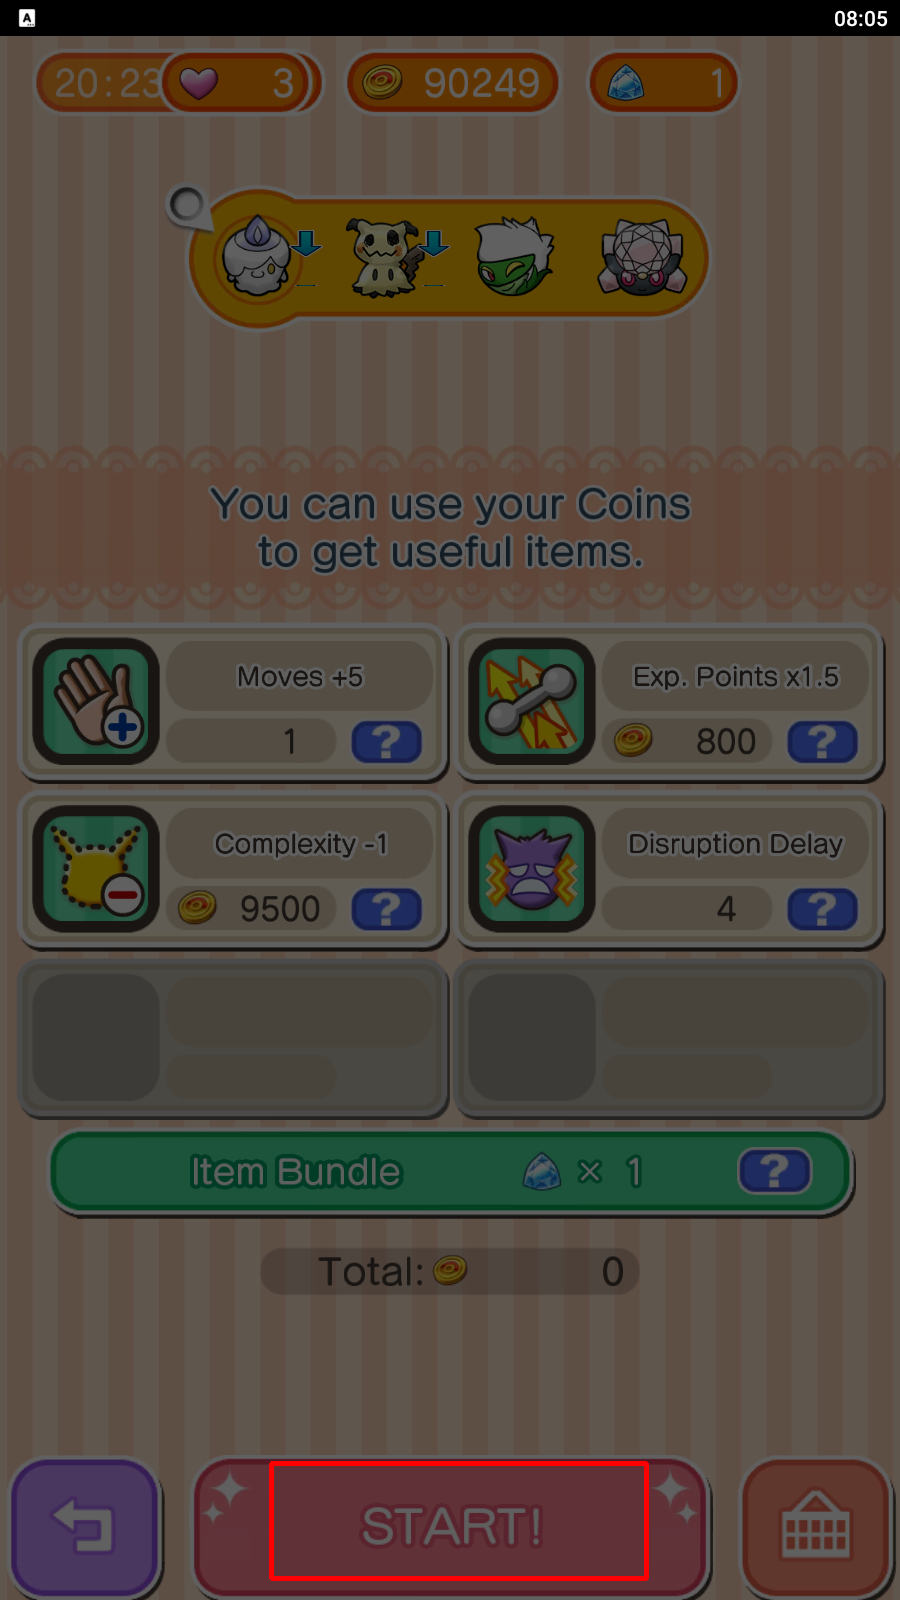 A
08:05
20:23
3
90249
1
You can use your Coins
to get useful items.
Moves +5
1
?
Exp. Points x1.5
800
?
Complexity -1
9500
?
Disruption Delay
4
?
Item Bundle × 1 ?
Total: 0
START!